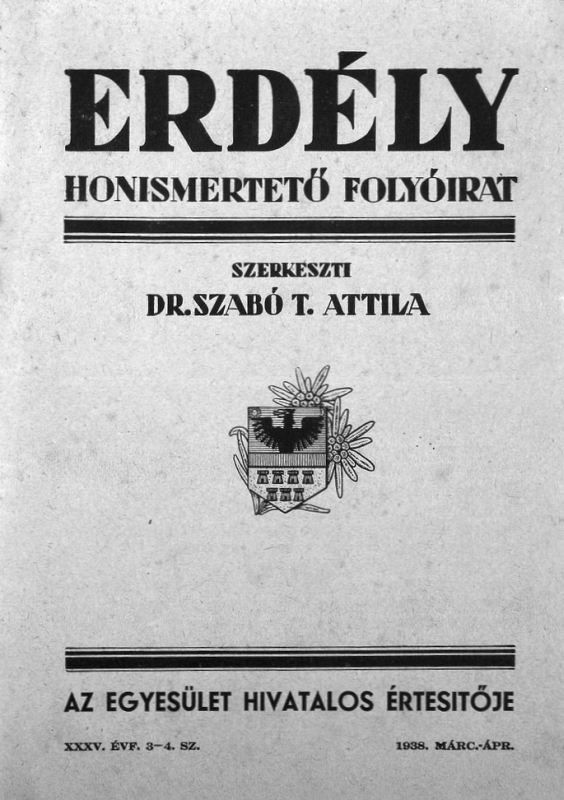 ERDÉLY
HONISMERTETŐ FOLYÓIRAT
SZERKESZTI
DR. SZABÓ T. ATTILA
AZ EGYESÜLET HIVATALOS ÉRTESITŐJE
XXXV. ÉVF. 3–4. SZ. 1938. MÁRC.-ÁPR.